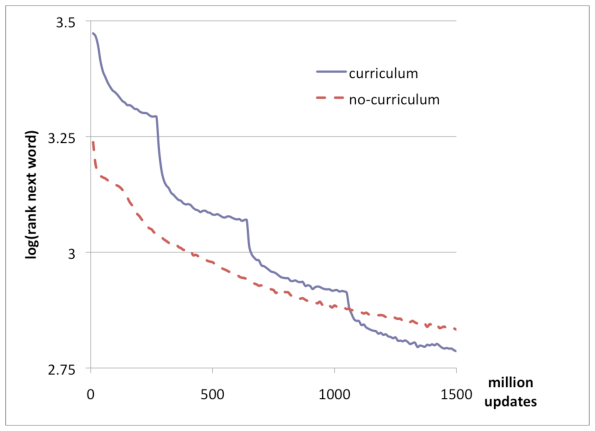 3.5
3.25
3
2.75
log(rank next word)
curriculum
no-curriculum
0
500
1000
1500
million
updates